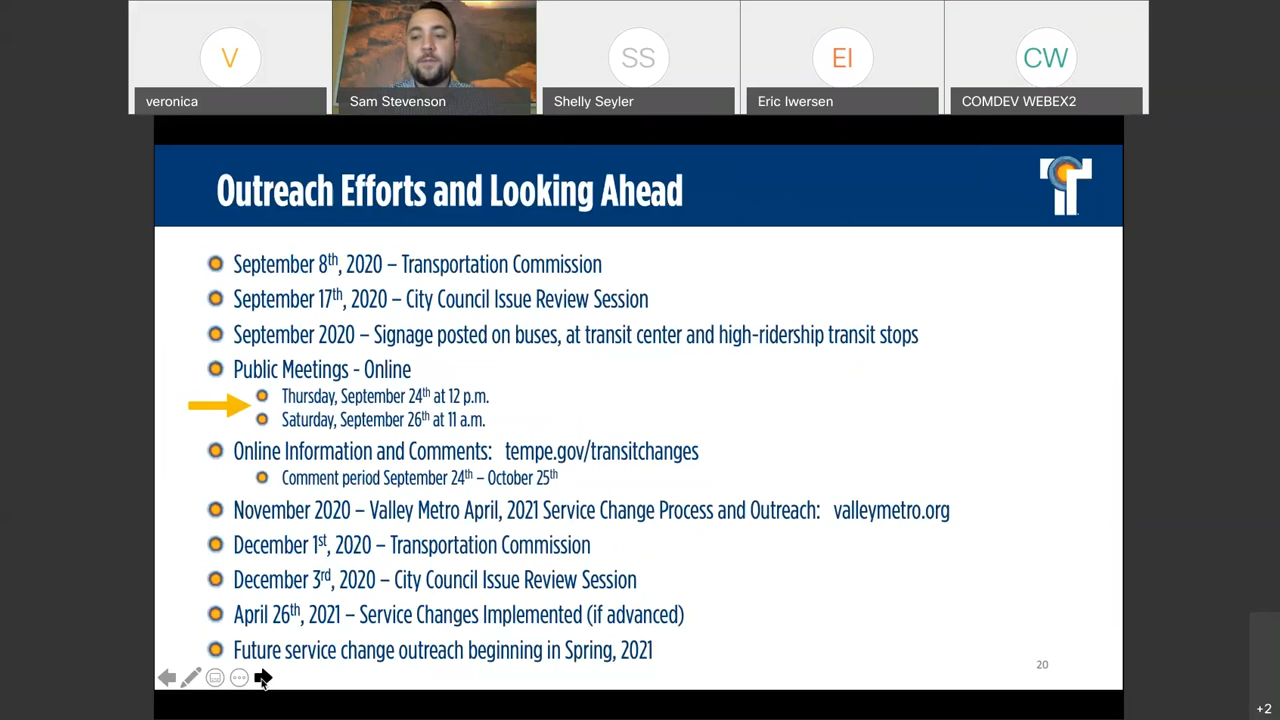 V
SS
EI
CW
veronica
Sam Stevenson
Shelly Seyler
Eric Iwersen
COMDEV WEBEX2
Outreach Efforts and Looking Ahead
September 8th, 2020 – Transportation Commission
September 17th, 2020 – City Council Issue Review Session
September 2020 – Signage posted on buses, at transit center and high-ridership transit stops
Public Meetings - Online
Thursday, September 24th at 12 p.m.
Saturday, September 26th at 11 a.m.
Online Information and Comments: tempe.gov/transitchanges
Comment period September 24th – October 25th
November 2020 – Valley Metro April, 2021 Service Change Process and Outreach: valleymetro.org
December 1st, 2020 – Transportation Commission
December 3rd, 2020 – City Council Issue Review Session
April 26th, 2021 – Service Changes Implemented (if advanced)
Future service change outreach beginning in Spring, 2021
20
+2